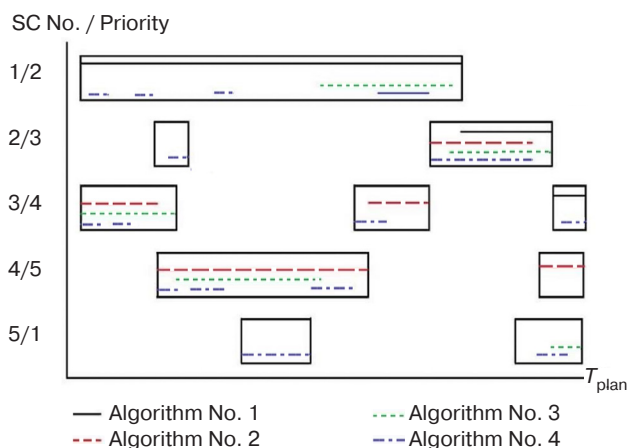 SC No. / Priority
1/2
2/3
3/4
4/5
5/1
Tplan
Algorithm No. 1
Algorithm No. 3
Algorithm No. 2
Algorithm No. 4